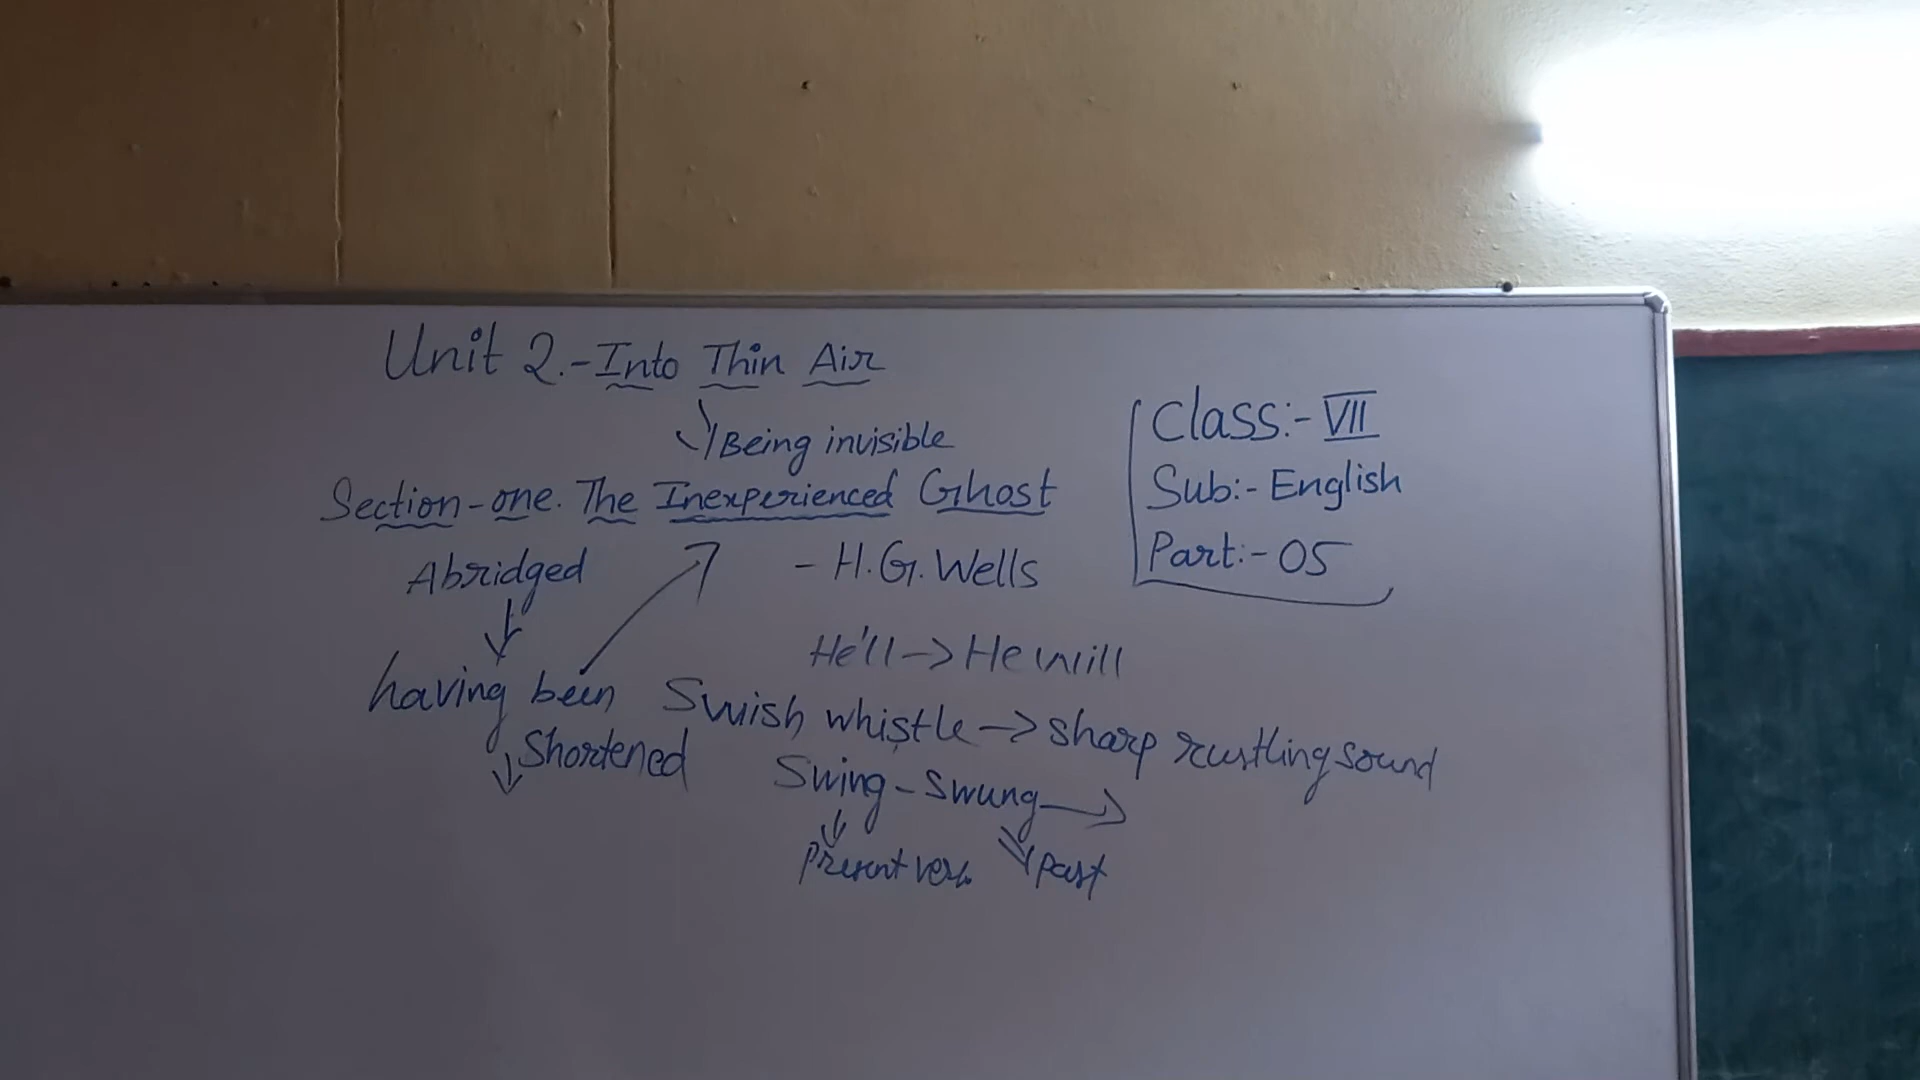 Unit 2.-Into Thin Air
Being invisible
Section-one. The Inexperienced Ghost
- H.G. Wells
Class:- VII
Sub:- English
Part:- 05
Abridged
having been
Shortened
He'll -> He will
Swish whistle -> sharp rustling sound
Swing - Swung
Present verb
past